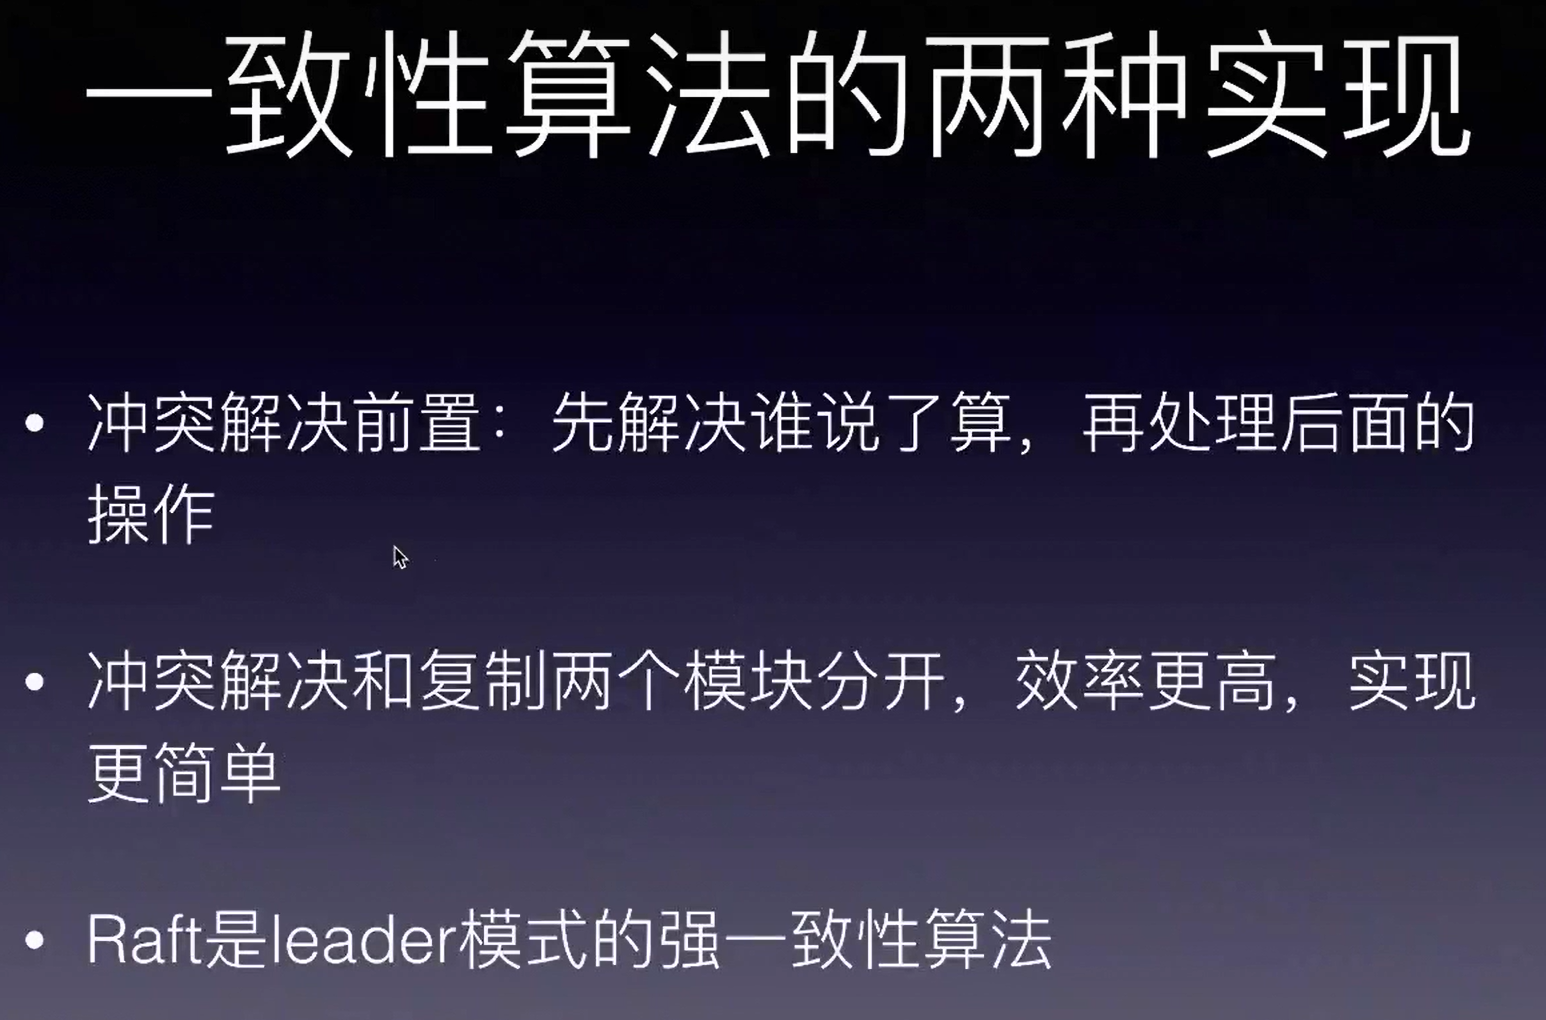 一致性算法的两种实现
冲突解决前置：先解决谁说了算，再处理后面的
操作
冲突解决和复制两个模块分开，效率更高，实现
更简单
Raft是leader模式的强一致性算法